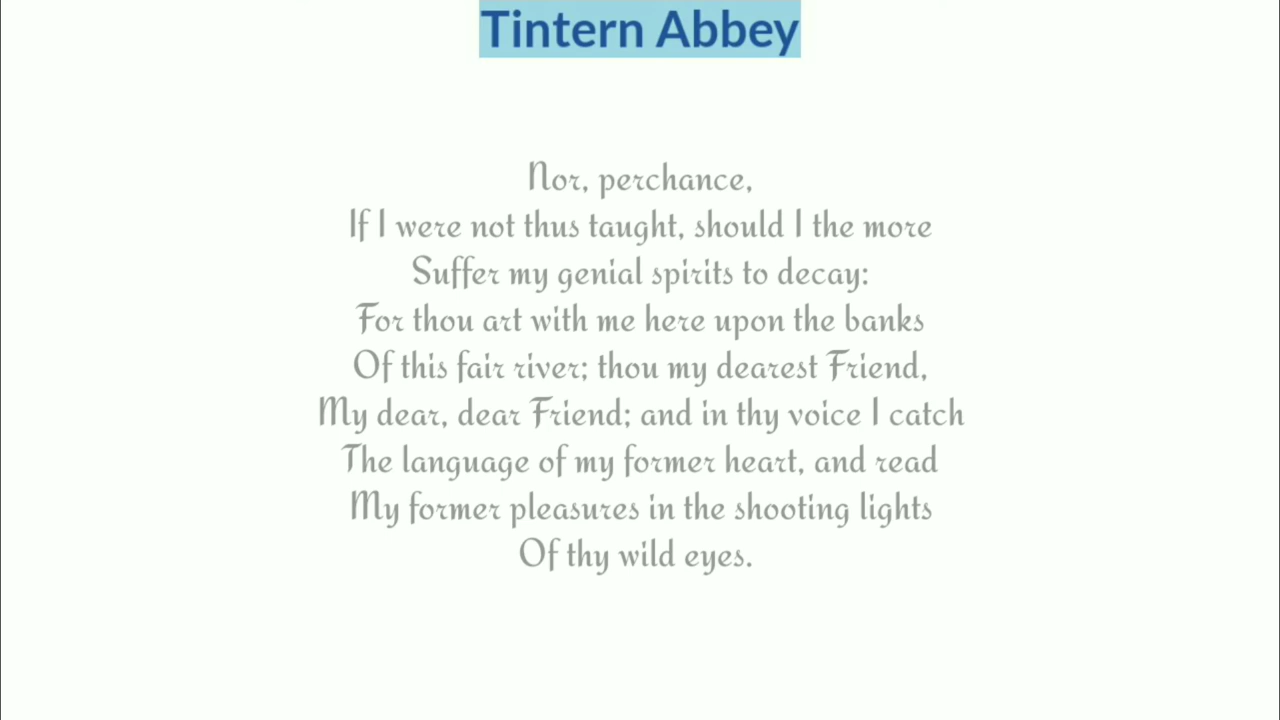 Tintern Abbey
Nor, perchance,
If I were not thus taught, should I the more
Suffer my genial spirits to decay:
For thou art with me here upon the banks
Of this fair river; thou my dearest Friend,
My dear, dear Friend; and in thy voice I catch
The language of my former heart, and read
My former pleasures in the shooting lights
Of thy wild eyes.